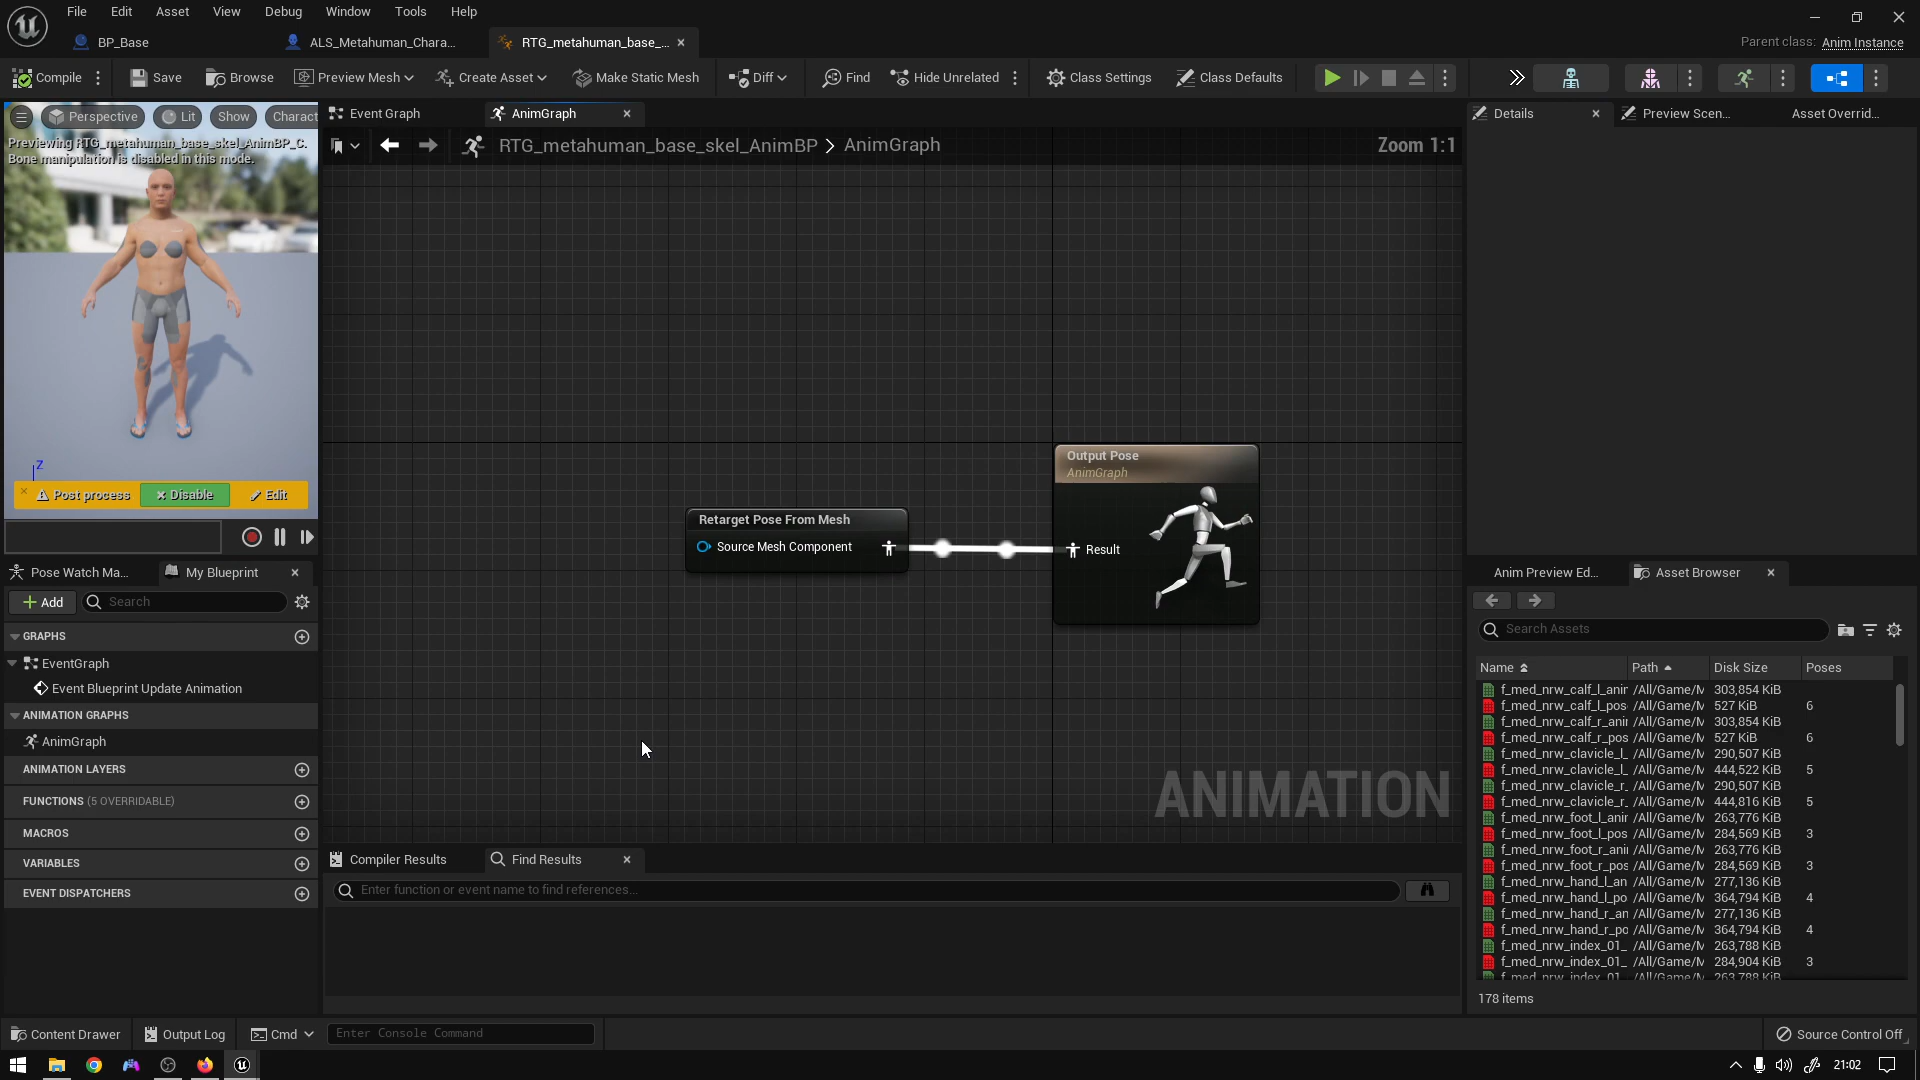 File Edit Asset View Debug Window Tools Help
BP_Base ALS_Metahuman_Chara... RTG_metahuman_base_...
Parent class: Anim Instance
Compile Save Browse Preview Mesh Create Asset Make Static Mesh Diff Find Hide Unrelated Class Settings Class Defaults
Perspective Lit Show Charact
Previewing RTG_metahuman_base_skel_AnimBP_C.
Bone manipulation is disabled in this mode.
Z
Post process Disable Edit
Event Graph AnimGraph
RTG_metahuman_base_skel_AnimBP > AnimGraph
Zoom 1:1
Retarget Pose From Mesh
Source Mesh Component
Output Pose
AnimGraph
Result
ANIMATION
Pose Watch Ma... My Blueprint
Add Search
GRAPHS
EventGraph
Event Blueprint Update Animation
ANIMATION GRAPHS
AnimGraph
ANIMATION LAYERS
FUNCTIONS (5 OVERRIDABLE)
MACROS
VARIABLES
EVENT DISPATCHERS
Compiler Results Find Results
Enter function or event name to find references...
Details Preview Scen... Asset Overrid...
Anim Preview Ed... Asset Browser
Search Assets
Name Path Disk Size Poses
f_med_nrw_calf_l_anir /All/Game/M 303,854 KiB
f_med_nrw_calf_l_pos /All/Game/M 527 KiB 6
f_med_nrw_calf_r_ani /All/Game/M 303,854 KiB
f_med_nrw_calf_r_pos /All/Game/M 527 KiB 6
f_med_nrw_clavicle_l_ /All/Game/M 290,507 KiB
f_med_nrw_clavicle_l_ /All/Game/M 444,522 KiB 5
f_med_nrw_clavicle_r_ /All/Game/M 290,507 KiB
f_med_nrw_clavicle_r_ /All/Game/M 444,816 KiB 5
f_med_nrw_foot_l_anir /All/Game/M 263,776 KiB
f_med_nrw_foot_l_pos /All/Game/M 284,569 KiB 3
f_med_nrw_foot_r_anir /All/Game/M 263,776 KiB
f_med_nrw_foot_r_pos /All/Game/M 284,569 KiB 3
f_med_nrw_hand_l_an /All/Game/M 277,136 KiB
f_med_nrw_hand_l_po /All/Game/M 364,794 KiB 4
f_med_nrw_hand_r_an /All/Game/M 277,136 KiB
f_med_nrw_hand_r_po /All/Game/M 364,794 KiB 4
f_med_nrw_index_01_ /All/Game/M 263,788 KiB
f_med_nrw_index_01_ /All/Game/M 284,904 KiB 3
f_med_nrw_index_01_ /All/Game/M 263,788 KiB
178 items
Content Drawer Output Log Cmd Enter Console Command Source Control Off
21:02